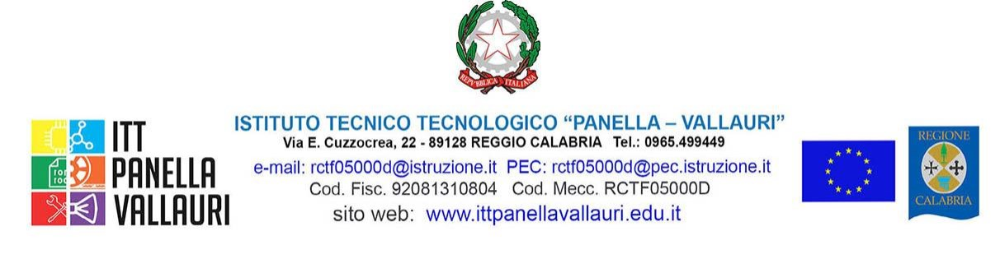 REPVBBLICA ITALIANA
ITT
PANELLA
VALLAURI
ISTITUTO TECNICO TECNOLOGICO “PANELLA – VALLAURI”
Via E. Cuzzocrea, 22 - 89128 REGGIO CALABRIA Tel.: 0965.499449
e-mail: rctf05000d@istruzione.it PEC: rctf05000d@pec.istruzione.it
Cod. Fisc. 92081310804 Cod. Mecc. RCTF05000D
sito web: www.ittpanellavallauri.edu.it
REGIONE
CALABRIA